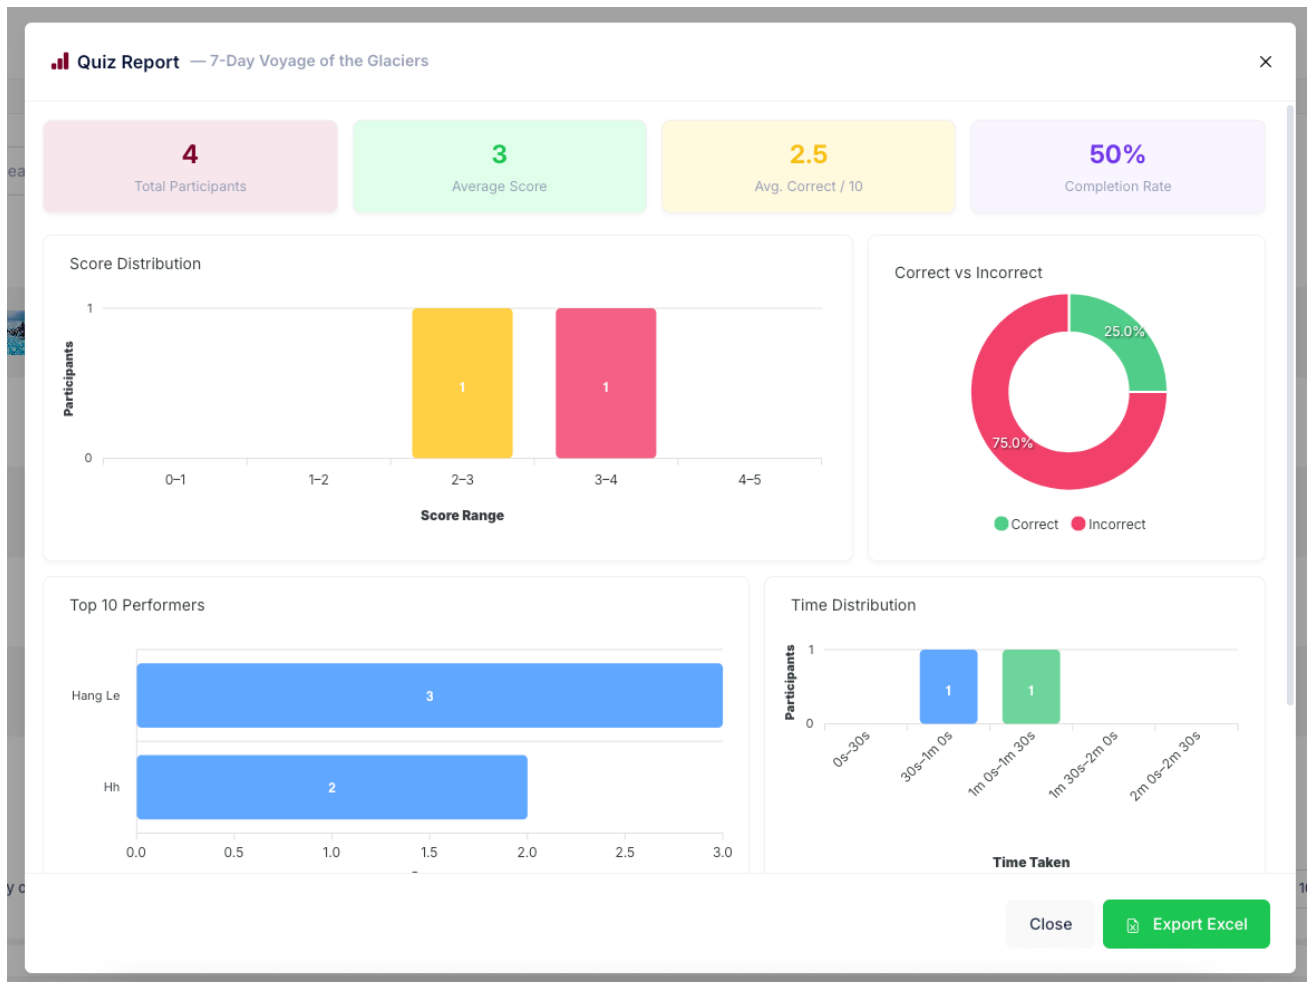 Quiz Report — 7-Day Voyage of the Glaciers
4
Total Participants
3
Average Score
2.5
Avg. Correct / 10
50%
Completion Rate
Score Distribution
Participants
1
0
1
1
0–1 1–2 2–3 3–4 4–5
Score Range
Correct vs Incorrect
25.0%
75.0%
Correct Incorrect
Top 10 Performers
Hang Le
3
Hh
2
0.0 0.5 1.0 1.5 2.0 2.5 3.0
Time Distribution
Participants
1
0
1
1
0s–30s 30s–1m 0s 1m 0s–1m 30s 1m 30s–2m 0s 2m 0s–2m 30s
Time Taken
Close
Export Excel